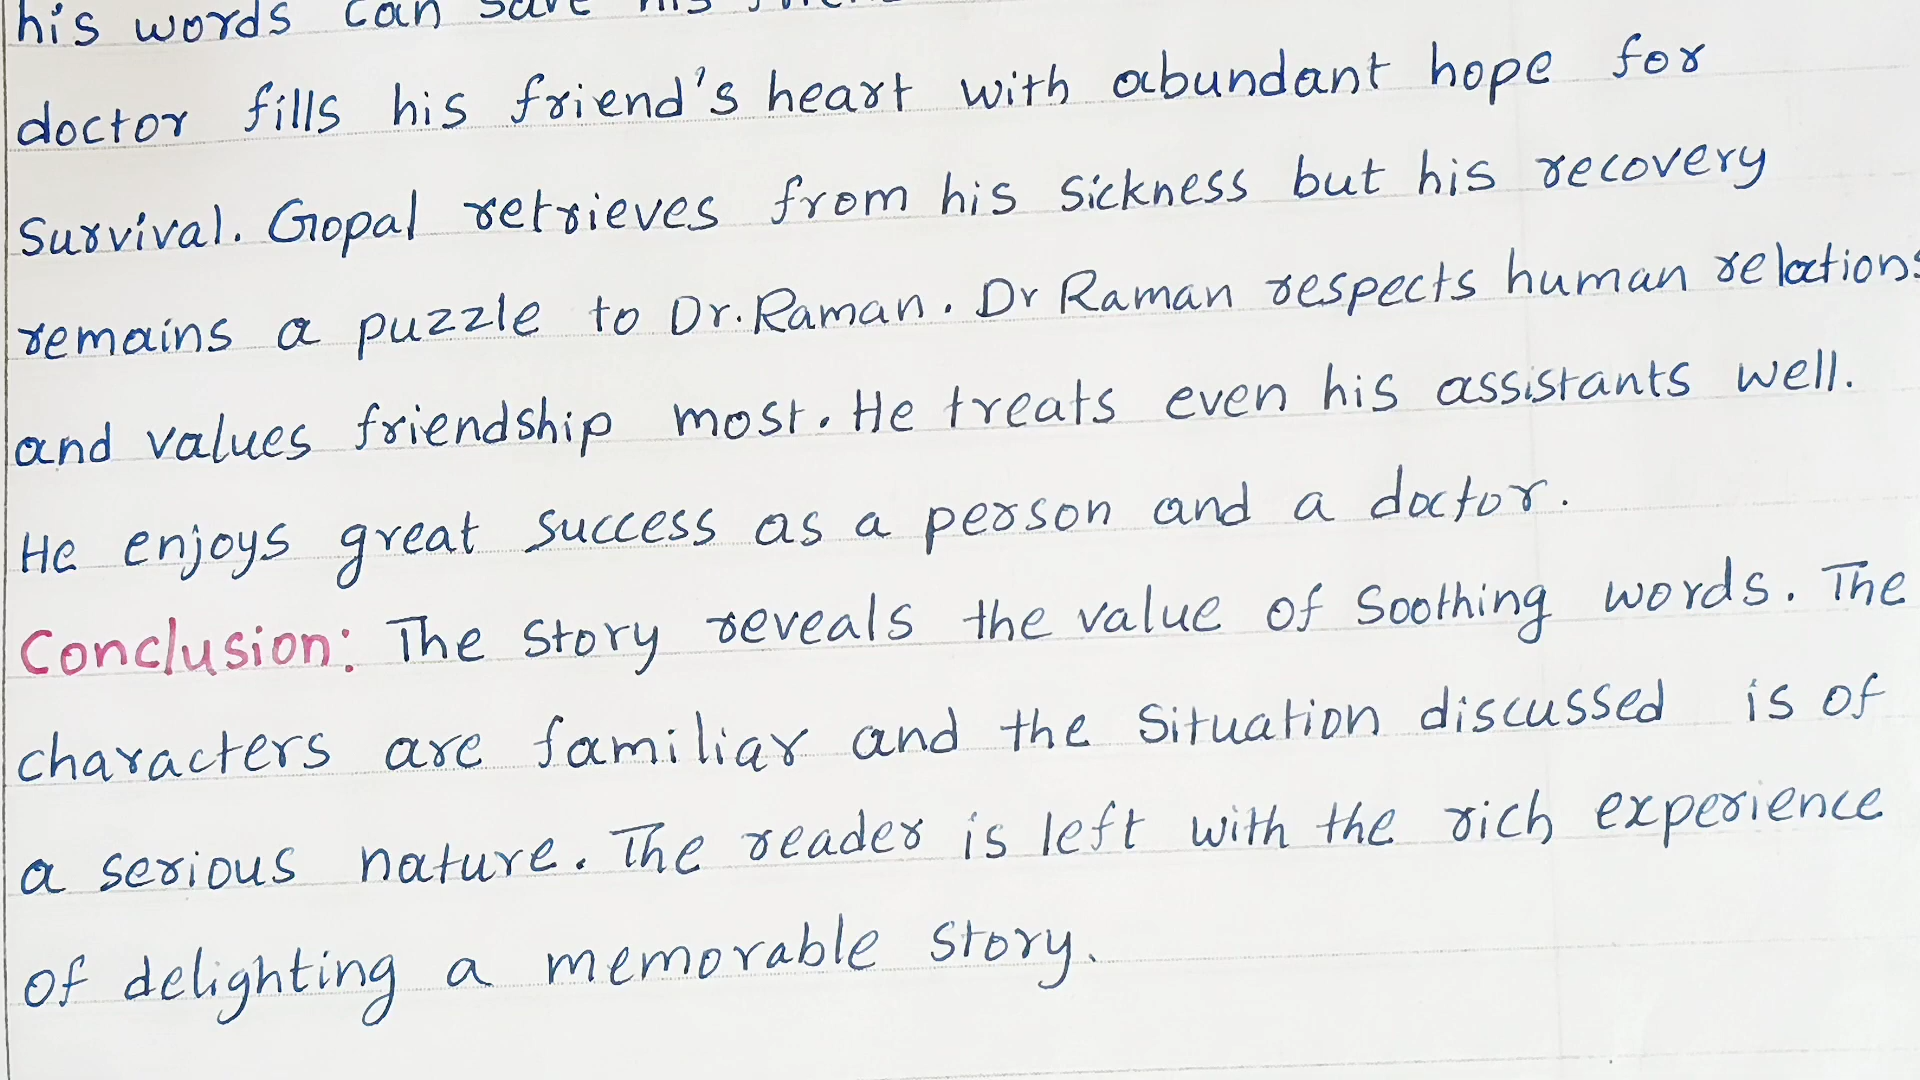 his words can save his
doctor fills his friend's heart with abundant hope for
Survival. Gopal retrieves from his sickness but his recovery
remains a puzzle to Dr. Raman. Dr Raman respects human relations
and values friendship most. He treats even his assistants well.
He enjoys great success as a person and a doctor.
Conclusion: The story reveals the value of soothing words. The
characters are familiar and the situation discussed is of
a serious nature. The reader is left with the rich experience
of delighting a memorable story.